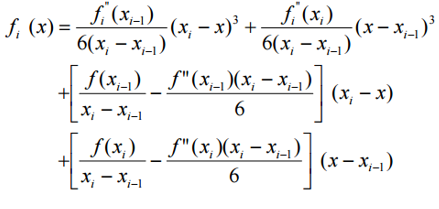 f_i (x) = \frac{f_i^{"}(x_{i-1})}{6(x_i - x_{i-1})}(x_i - x)^3 + \frac{f_i^{"}(x_i)}{6(x_i - x_{i-1})}(x - x_{i-1})^3
+\left[\frac{f(x_{i-1})}{x_i - x_{i-1}} - \frac{f"(x_{i-1})(x_i - x_{i-1})}{6}\right](x_i - x)
+\left[\frac{f(x_i)}{x_i - x_{i-1}} - \frac{f"(x_i)(x_i - x_{i-1})}{6}\right](x - x_{i-1})